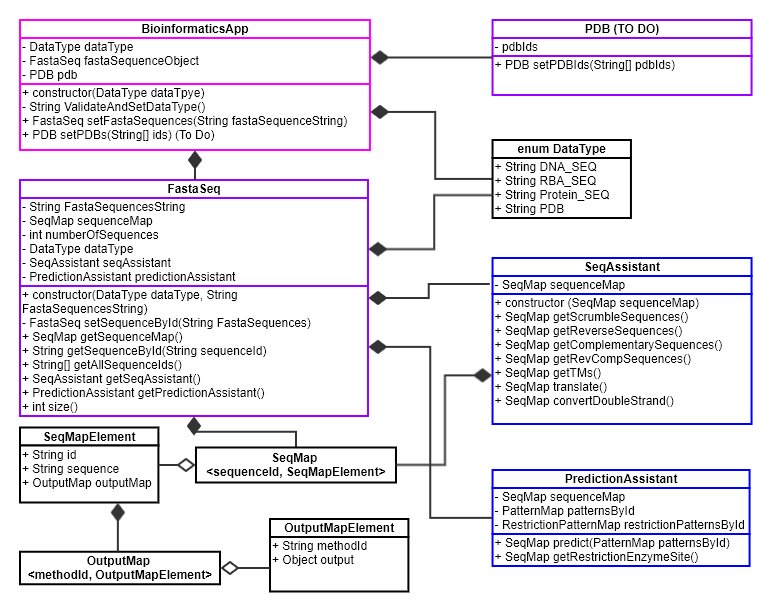 BioinformaticsApp
- DataType dataType
- FastaSeq fastaSequenceObject
- PDB pdb
+ constructor(DataType dataTpye)
- String ValidateAndSetDataType()
+ FastaSeq setFastaSequences(String fastaSequenceString)
+ PDB setPDBs(String[] ids) (To Do)
PDB (TO DO)
- pdbIds
+ PDB setPDBIds(String[] pdbIds)
enum DataType
+ String DNA_SEQ
+ String RBA_SEQ
+ String Protein_SEQ
+ String PDB
FastaSeq
- String FastaSequencesString
- SeqMap sequenceMap
- int numberOfSequences
- DataType dataType
- SeqAssistant seqAssistant
- PredictionAssistant predictionAssistant
+ constructor(DataType dataType, String
FastaSequencesString)
- FastaSeq setSequenceById(String FastaSequences)
+ SeqMap getSequenceMap()
+ String getSequenceById(String sequenceId)
+ String[] getAllSequenceIds()
+ SeqAssistant getSeqAssistant()
+ PredictionAssistant getPredictionAssistant()
+ int size()
SeqAssistant
- SeqMap sequenceMap
+ constructor (SeqMap sequenceMap)
+ SeqMap getScrumbleSequences()
+ SeqMap getReverseSequences()
+ SeqMap getComplementarySequences()
+ SeqMap getRevCompSequences()
+ SeqMap getTMs()
+ SeqMap translate()
+ SeqMap convertDoubleStrand()
SeqMapElement
+ String id
+ String sequence
+ OutputMap outputMap
SeqMap
<sequenceId, SeqMapElement>
PredictionAssistant
- SeqMap sequenceMap
- PatternMap patternsById
- RestrictionPatternMap restrictionPatternsById
+ SeqMap predict(PatternMap patternsById)
+ SeqMap getRestrictionEnzymeSite()
OutputMap
<methodId, OutputMapElement>
OutputMapElement
+ String methodId
+ Object output